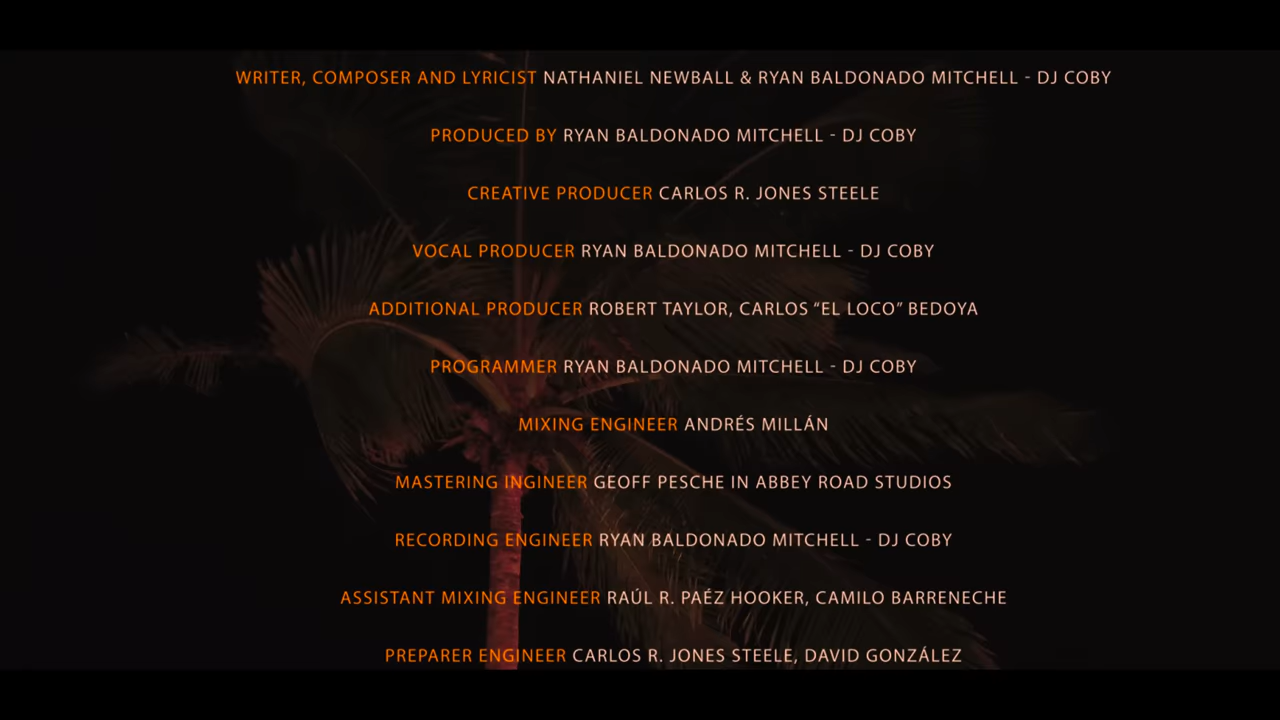 WRITER, COMPOSER AND LYRICIST NATHANIEL NEWBALL & RYAN BALDONADO MITCHELL - DJ COBY
PRODUCED BY RYAN BALDONADO MITCHELL - DJ COBY
CREATIVE PRODUCER CARLOS R. JONES STEELE
VOCAL PRODUCER RYAN BALDONADO MITCHELL - DJ COBY
ADDITIONAL PRODUCER ROBERT TAYLOR, CARLOS “EL LOCO” BEDOYA
PROGRAMMER RYAN BALDONADO MITCHELL - DJ COBY
MIXING ENGINEER ANDRÉS MILLÁN
MASTERING INGINEER GEOFF PESCHE IN ABBEY ROAD STUDIOS
RECORDING ENGINEER RYAN BALDONADO MITCHELL - DJ COBY
ASSISTANT MIXING ENGINEER RAÚL R. PAÉZ HOOKER, CAMILO BARRENECHE
PREPARER ENGINEER CARLOS R. JONES STEELE, DAVID GONZÁLEZ